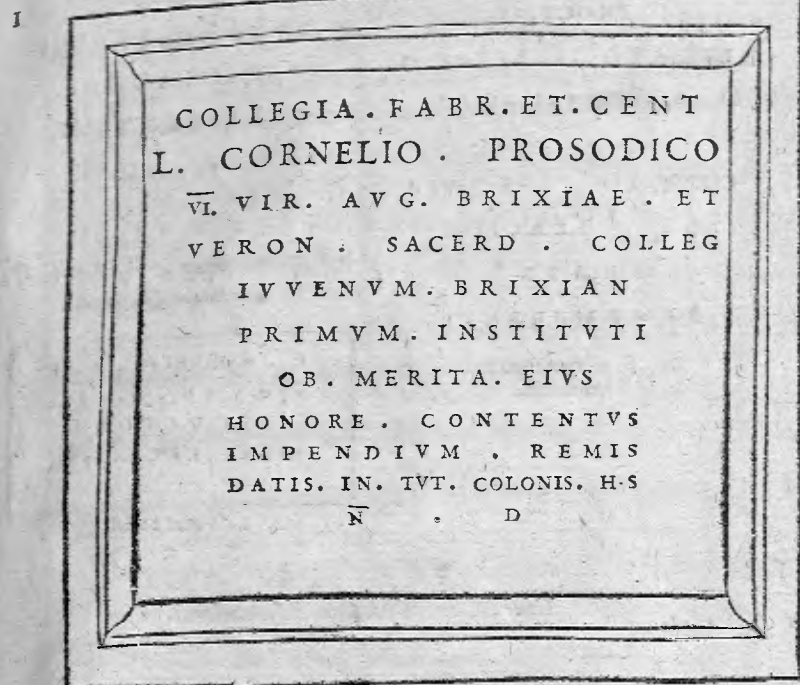 I
COLLEGIA . FABR. ET. CENT
L. CORNELIO . PROSODICO
V̅I̅. VIR. AVG. BRIXIAE . ET
VERON . SACERD . COLLEG
IVVENVM. BRIXIAN
PRIMVM. INSTITVTI
OB. MERITA. EIVS
HONORE . CONTENTVS
IMPENDIVM . REMIS
DATIS. IN. TVT. COLONIS. H-S
N̅ . D